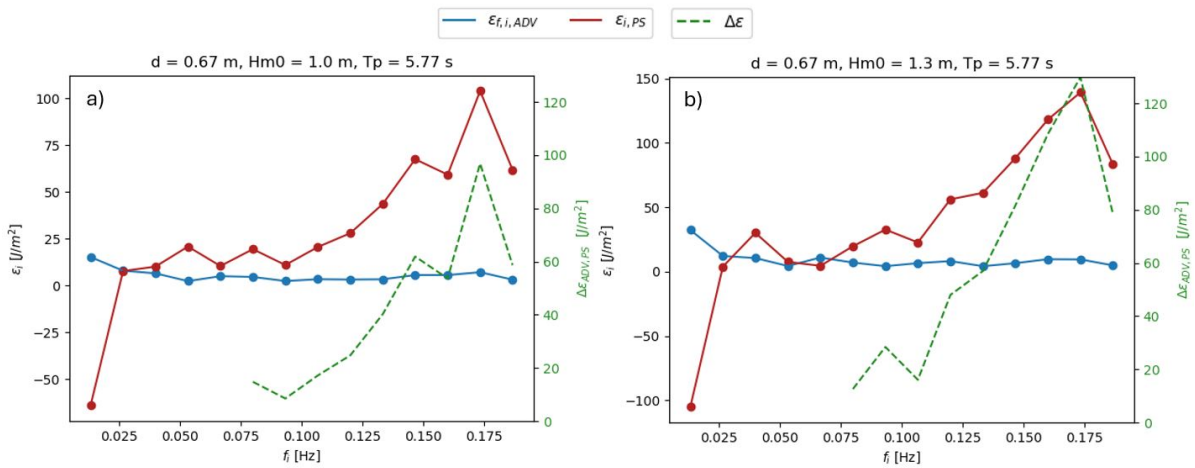 ε_{f,i,ADV} ε_{i,PS} Δε
d = 0.67 m, Hm0 = 1.0 m, Tp = 5.77 s
a)
100
75
50
25
0
−25
−50
ε_i [J/m^2]
0.025 0.050 0.075 0.100 0.125 0.150 0.175
f_i [Hz]
120
100
80
60
40
20
0
Δε_{ADV,PS} [J/m^2]
d = 0.67 m, Hm0 = 1.3 m, Tp = 5.77 s
b)
150
100
50
0
−50
−100
ε_i [J/m^2]
0.025 0.050 0.075 0.100 0.125 0.150 0.175
f_i [Hz]
120
100
80
60
40
20
0
Δε_{ADV,PS} [J/m^2]